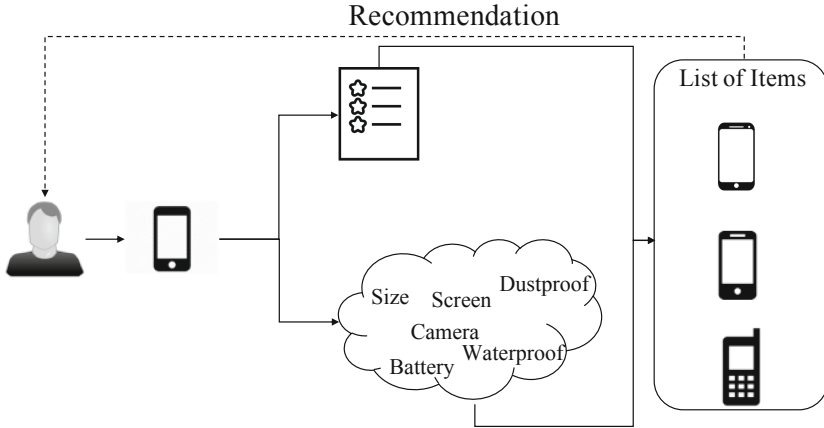 Recommendation
List of Items
Size
Screen
Dustproof
Camera
Battery
Waterproof